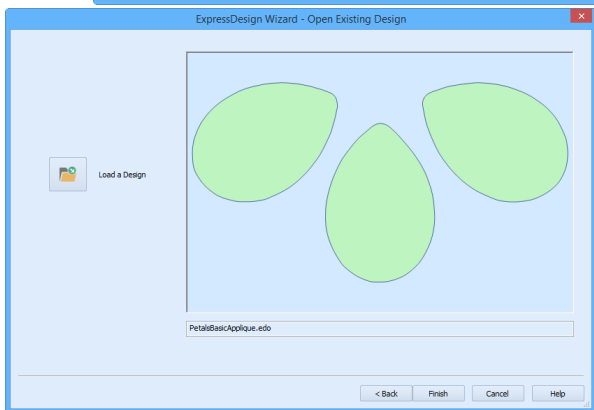 ExpressDesign Wizard - Open Existing Design
Load a Design
PetalsBasicApplique.edo
< Back
Finish
Cancel
Help